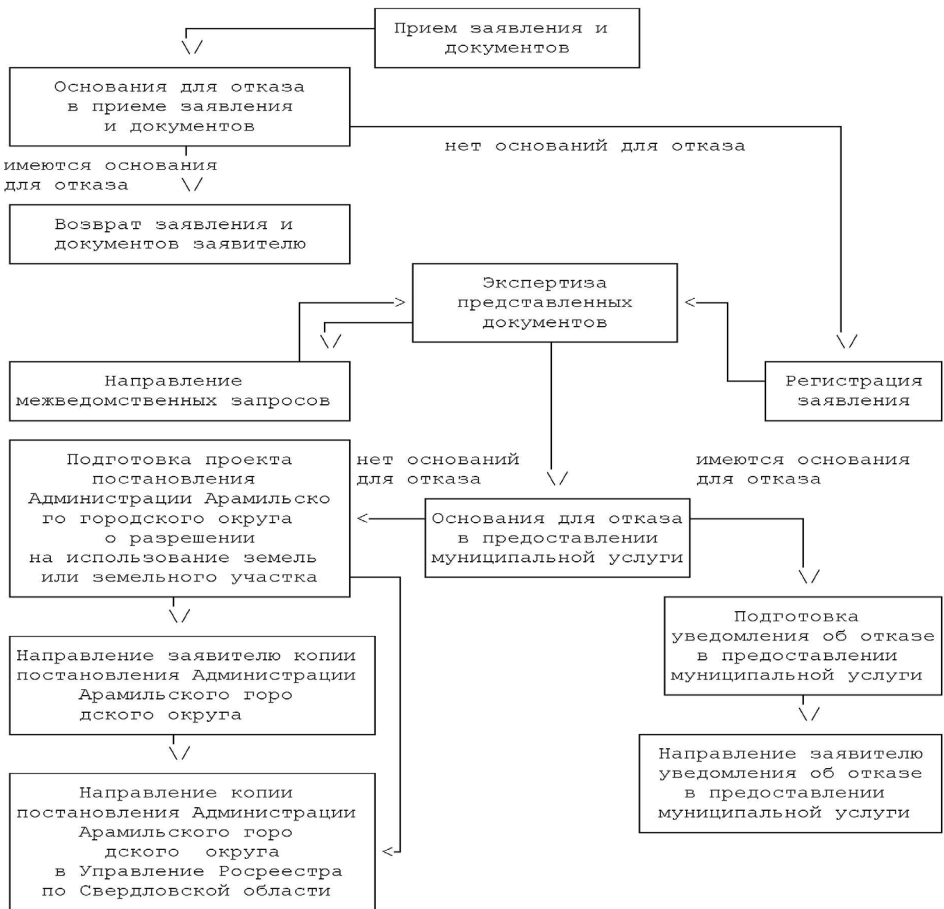 Прием заявления и
документов
\/
Основания для отказа
в приеме заявления
и документов
нет оснований для отказа
имеются основания
для отказа
\/
Возврат заявления и
документов заявителю
Экспертиза
представленных
документов
>
<
\/
\/
Направление
межведомственных запросов
Регистрация
заявления
Подготовка проекта
постановления
Администрации Арамильско
го городского округа
о разрешении
на использование земель
или земельного участка
нет оснований
для отказа
имеются основания
для отказа
\/
<
Основания для отказа
в предоставлении
муниципальной услуги
\/
\/
Подготовка
уведомления об отказе
в предоставлении
муниципальной услуги
Направление заявителю копии
постановления Администрации
Арамильского горо
дского округа
\/
\/
Направление заявителю
уведомления об отказе
в предоставлении
муниципальной услуги
Направление копии
постановления Администрации
Арамильского горо
дского округа
<
в Управление Росреестра
по Свердловской области